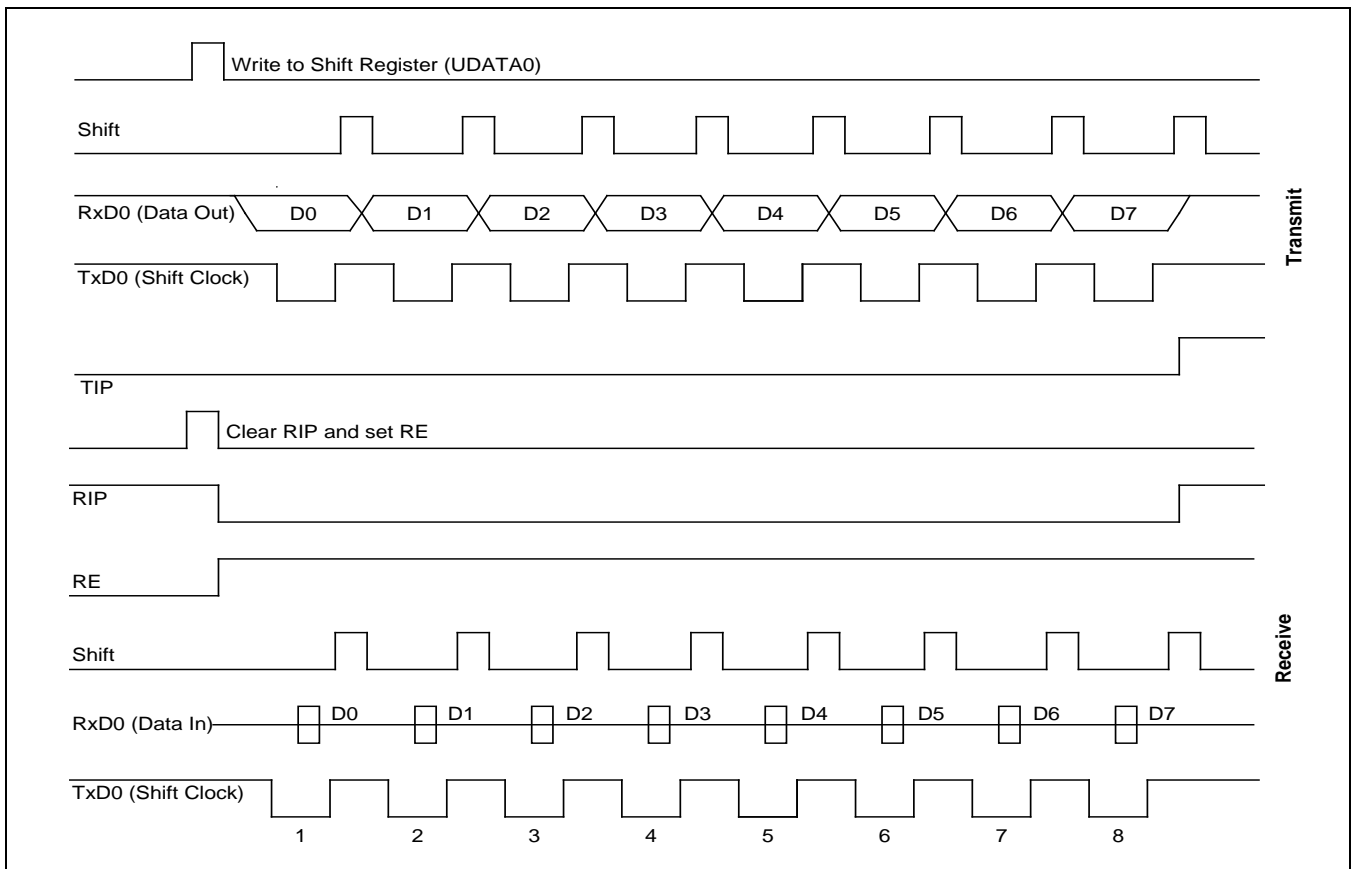 Write to Shift Register (UDATA0)
Shift
RxD0 (Data Out) D0 D1 D2 D3 D4 D5 D6 D7
TxD0 (Shift Clock)
TIP
Transmit
Clear RIP and set RE
RIP
RE
Shift
RxD0 (Data In) D0 D1 D2 D3 D4 D5 D6 D7
TxD0 (Shift Clock)
1 2 3 4 5 6 7 8
Receive